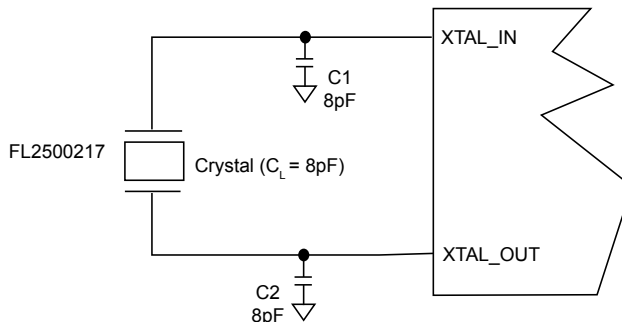 XTAL_IN
C1
8pF
FL2500217
Crystal (C_L = 8pF)
XTAL_OUT
C2
8pF